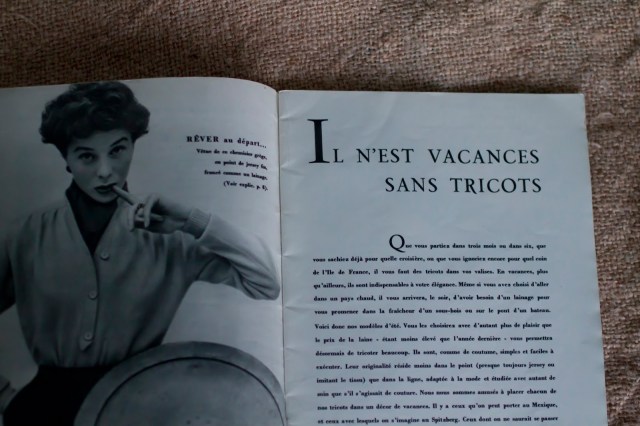 RÊVER au départ...
Vêtue de ce chemisier grège,
au point de jersey fin,
froncé comme un lainage.
(Voir explic. p. 8).
IL N'EST VACANCES
SANS TRICOTS
Que vous partiez dans trois mois ou dans six, que
vous sachiez déjà pour quelle croisière, ou que vous ignoriez encore pour quel coin
de l'Ile de France, il vous faut des tricots dans vos valises. En vacances, plus
qu'ailleurs, ils sont indispensables à votre élégance. Même si vous avez choisi d'aller
dans un pays chaud, il vous arrivera, le soir, d'avoir besoin d'un lainage pour
vous promener dans la fraîcheur d'un sous-bois ou sur le pont d'un bateau.
Voici donc nos modèles d'été. Vous les choisirez avec d'autant plus de plaisir que
le prix de la laine - étant moins élevé que l'année dernière - vous permettra
désormais de tricoter beaucoup. Ils sont, comme de coutume, simples et faciles à
exécuter. Leur originalité réside moins dans le point (presque toujours jersey ou
imitant le tissu) que dans la ligne, adaptée à la mode et étudiée avec autant de
soin que s'il s'agissait de couture. Nous nous sommes amusés à placer chacun de
nos tricots dans un décor de vacances. Il y a ceux qu'on peut porter au Mexique,
et ceux avec lesquels on s'imagine au Spitzberg. Ceux dont on ne saurait se passer